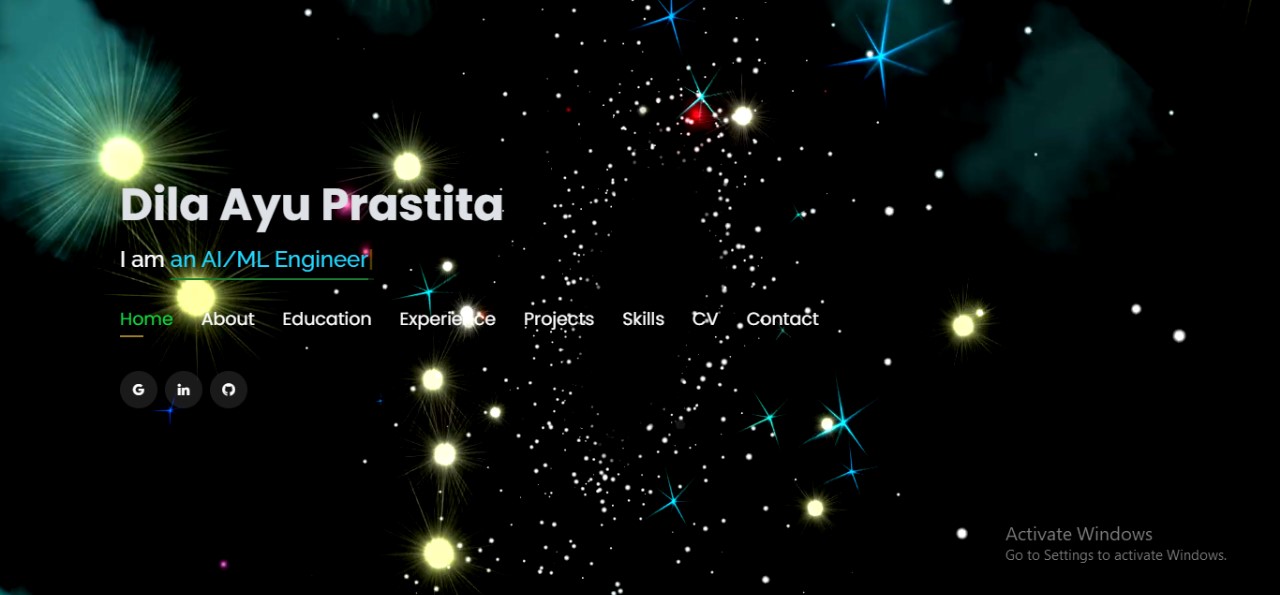 Dila Ayu Prastita
I am an AI/ML Engineer
Home About Education Experience Projects Skills CV Contact
G in
Activate Windows
Go to Settings to activate Windows.